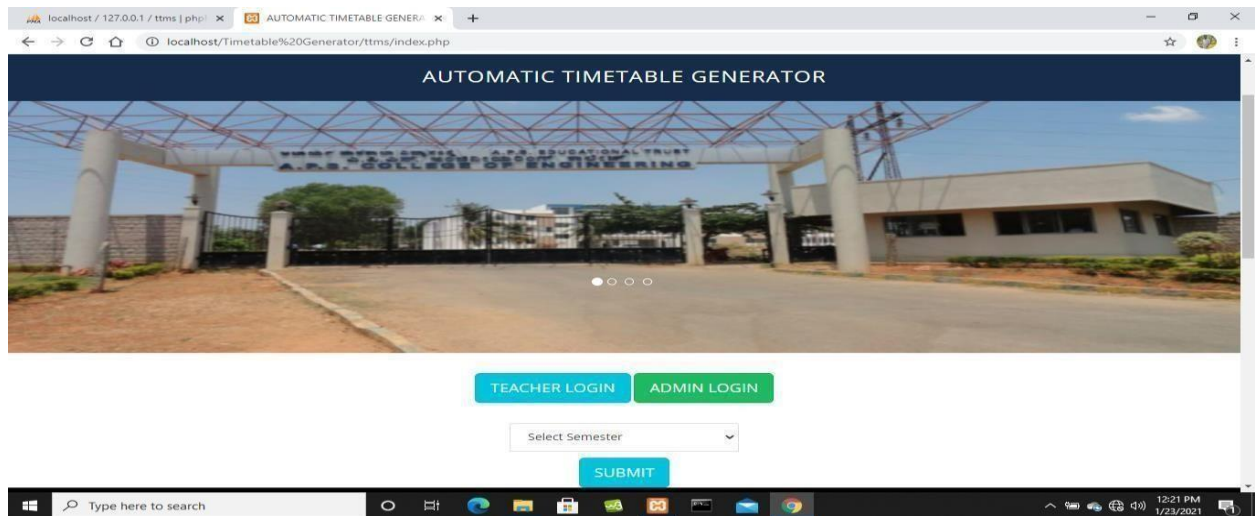 localhost / 127.0.0.1 / ttms | php
AUTOMATIC TIMETABLE GENERA
localhost/Timetable%20Generator/ttms/index.php
AUTOMATIC TIMETABLE GENERATOR
A.P.S. EDUCATIONAL TRUST
A.P.S. COLLEGE OF ENGINEERING
TEACHER LOGIN
ADMIN LOGIN
Select Semester
SUBMIT
Type here to search
12:21 PM
1/23/2021